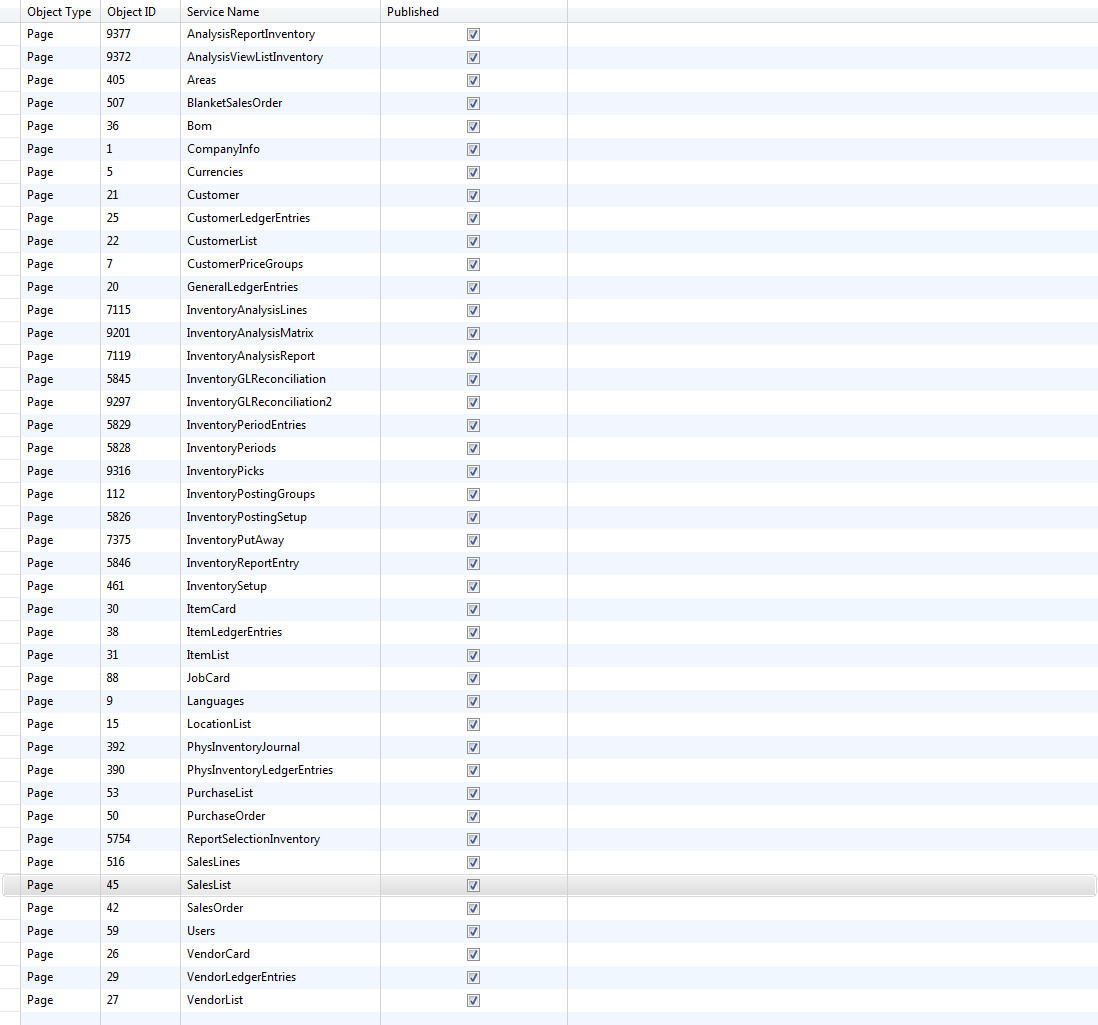 Object Type Object ID Service Name Published
Page 9377 AnalysisReportInventory
Page 9372 AnalysisViewListInventory
Page 405 Areas
Page 507 BlanketSalesOrder
Page 36 Bom
Page 1 CompanyInfo
Page 5 Currencies
Page 21 Customer
Page 25 CustomerLedgerEntries
Page 22 CustomerList
Page 7 CustomerPriceGroups
Page 20 GeneralLedgerEntries
Page 7115 InventoryAnalysisLines
Page 9201 InventoryAnalysisMatrix
Page 7119 InventoryAnalysisReport
Page 5845 InventoryGLReconciliation
Page 9297 InventoryGLReconciliation2
Page 5829 InventoryPeriodEntries
Page 5828 InventoryPeriods
Page 9316 InventoryPicks
Page 112 InventoryPostingGroups
Page 5826 InventoryPostingSetup
Page 7375 InventoryPutAway
Page 5846 InventoryReportEntry
Page 461 InventorySetup
Page 30 ItemCard
Page 38 ItemLedgerEntries
Page 31 ItemList
Page 88 JobCard
Page 9 Languages
Page 15 LocationList
Page 392 PhysInventoryJournal
Page 390 PhysInventoryLedgerEntries
Page 53 PurchaseList
Page 50 PurchaseOrder
Page 5754 ReportSelectionInventory
Page 516 SalesLines
Page 45 SalesList
Page 42 SalesOrder
Page 59 Users
Page 26 VendorCard
Page 29 VendorLedgerEntries
Page 27 VendorList